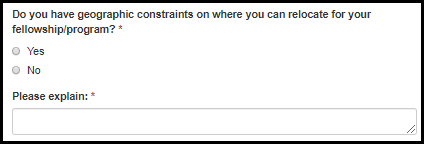 Do you have geographic constraints on where you can relocate for your
fellowship/program? *
Yes
No
Please explain: *